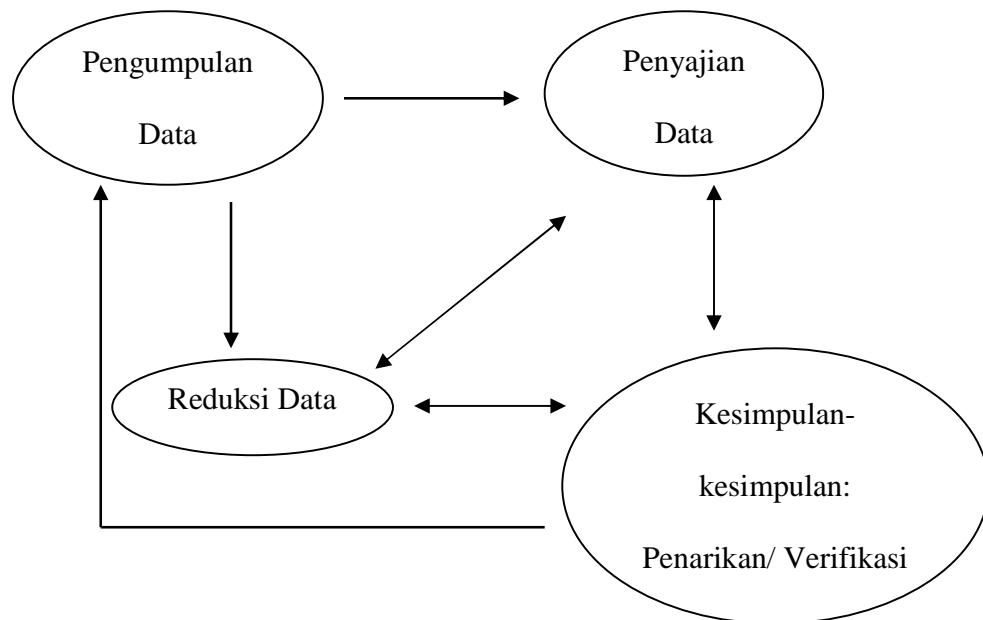 Pengumpulan
Data
Penyajian
Data
Reduksi Data
Kesimpulan-
kesimpulan:
Penarikan/ Verifikasi